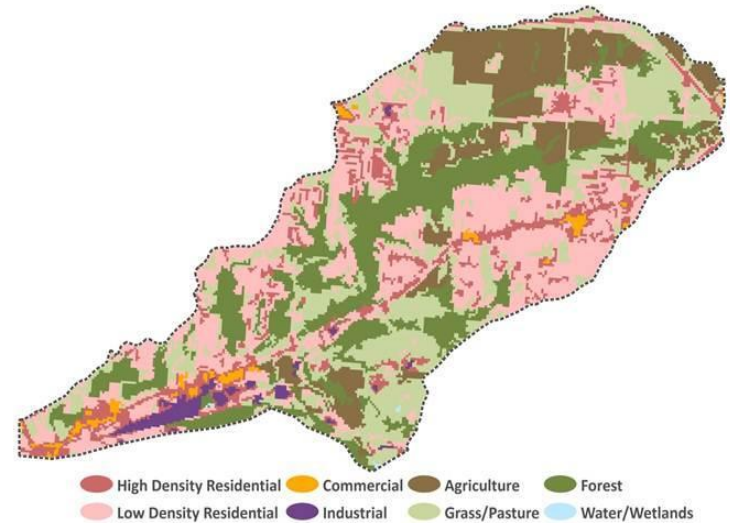 High Density Residential Commercial Agriculture Forest
Low Density Residential Industrial Grass/Pasture Water/Wetlands